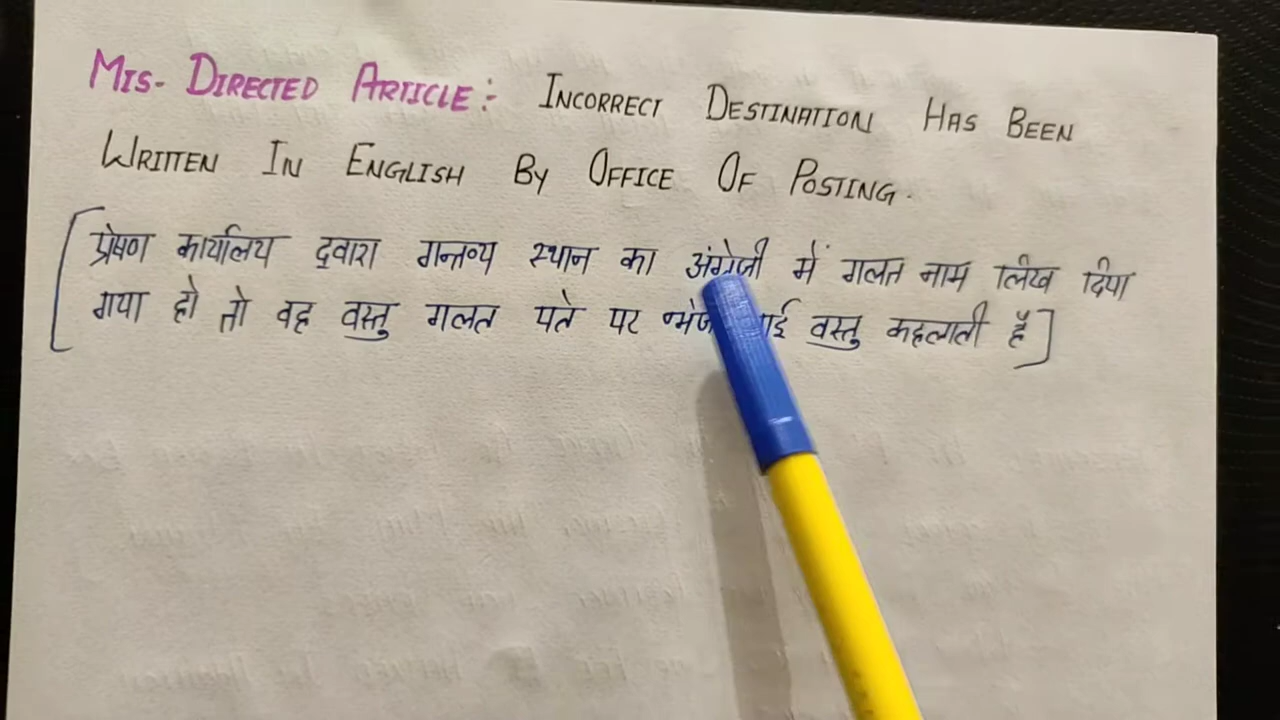 MIS-DIRECTED ARTICLE:- INCORRECT DESTINATION HAS BEEN
WRITTEN IN ENGLISH BY OFFICE OF POSTING.
[प्रेषण कार्यालय द्वारा गन्तव्य स्थान का अंग्रेजी में गलत नाम लिख दिया
गया हो तो वह वस्तु गलत पते पर वस्तु कहलाती है]